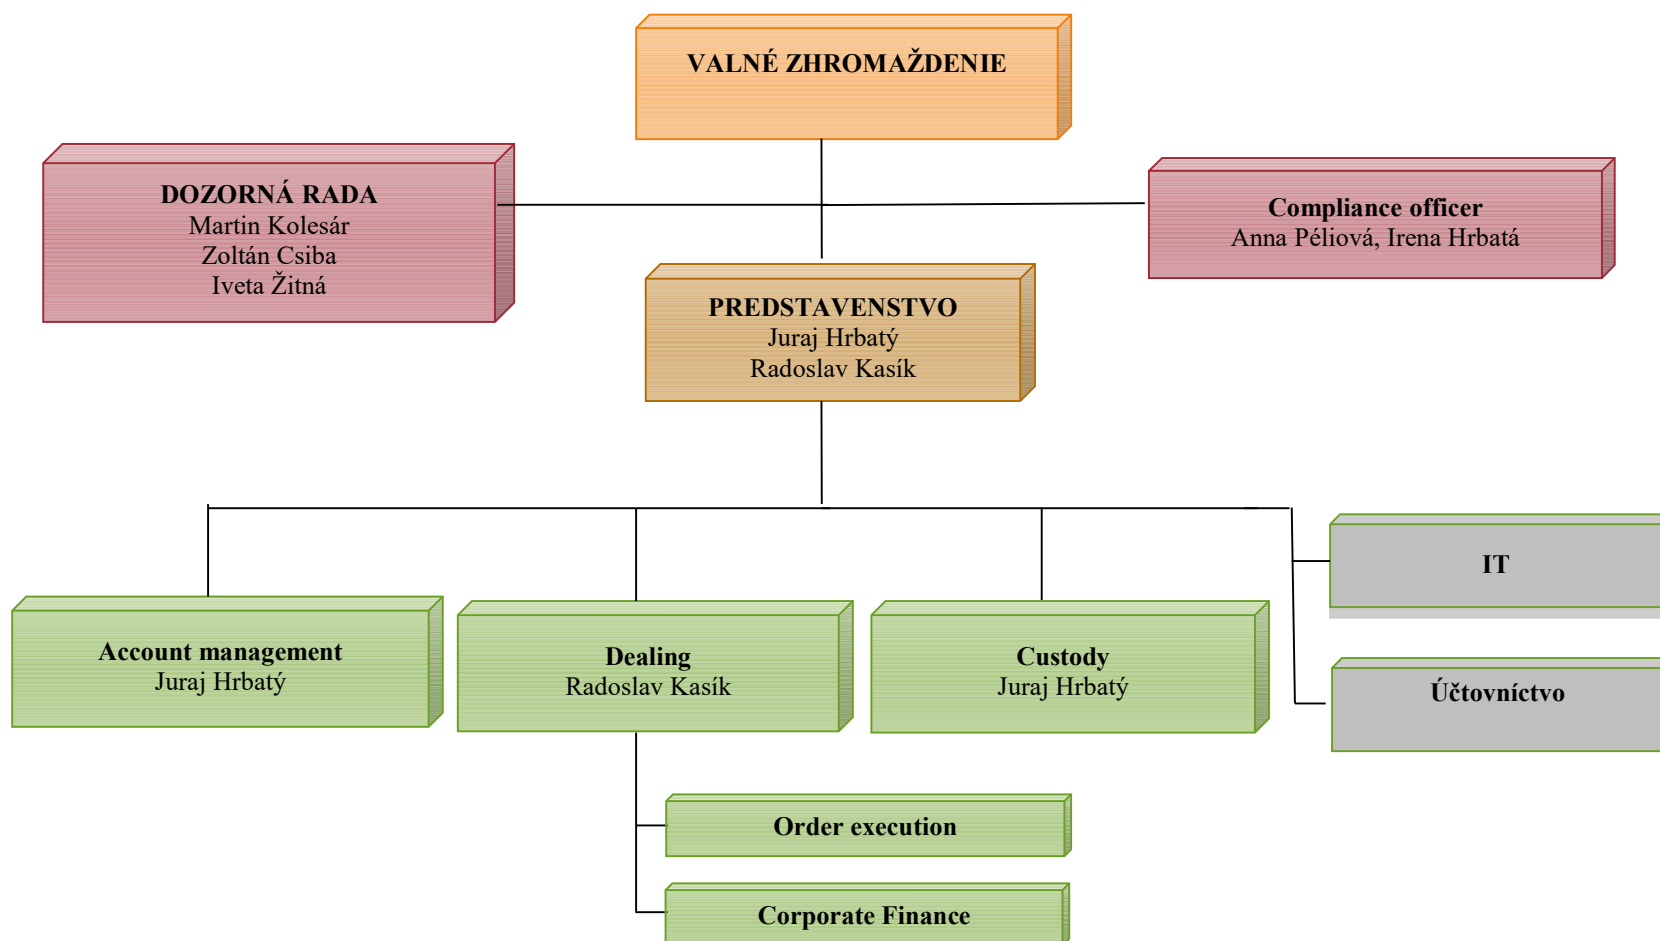 VALNÉ ZHROMAŽDENIE
DOZORNÁ RADA
Martin Kolesár
Zoltán Csiba
Iveta Žitná
Compliance officer
Anna Péliová, Irena Hrbatá
PREDSTAVENSTVO
Juraj Hrbatý
Radoslav Kasík
Account management
Juraj Hrbatý
Dealing
Radoslav Kasík
Custody
Juraj Hrbatý
IT
Účtovníctvo
Order execution
Corporate Finance